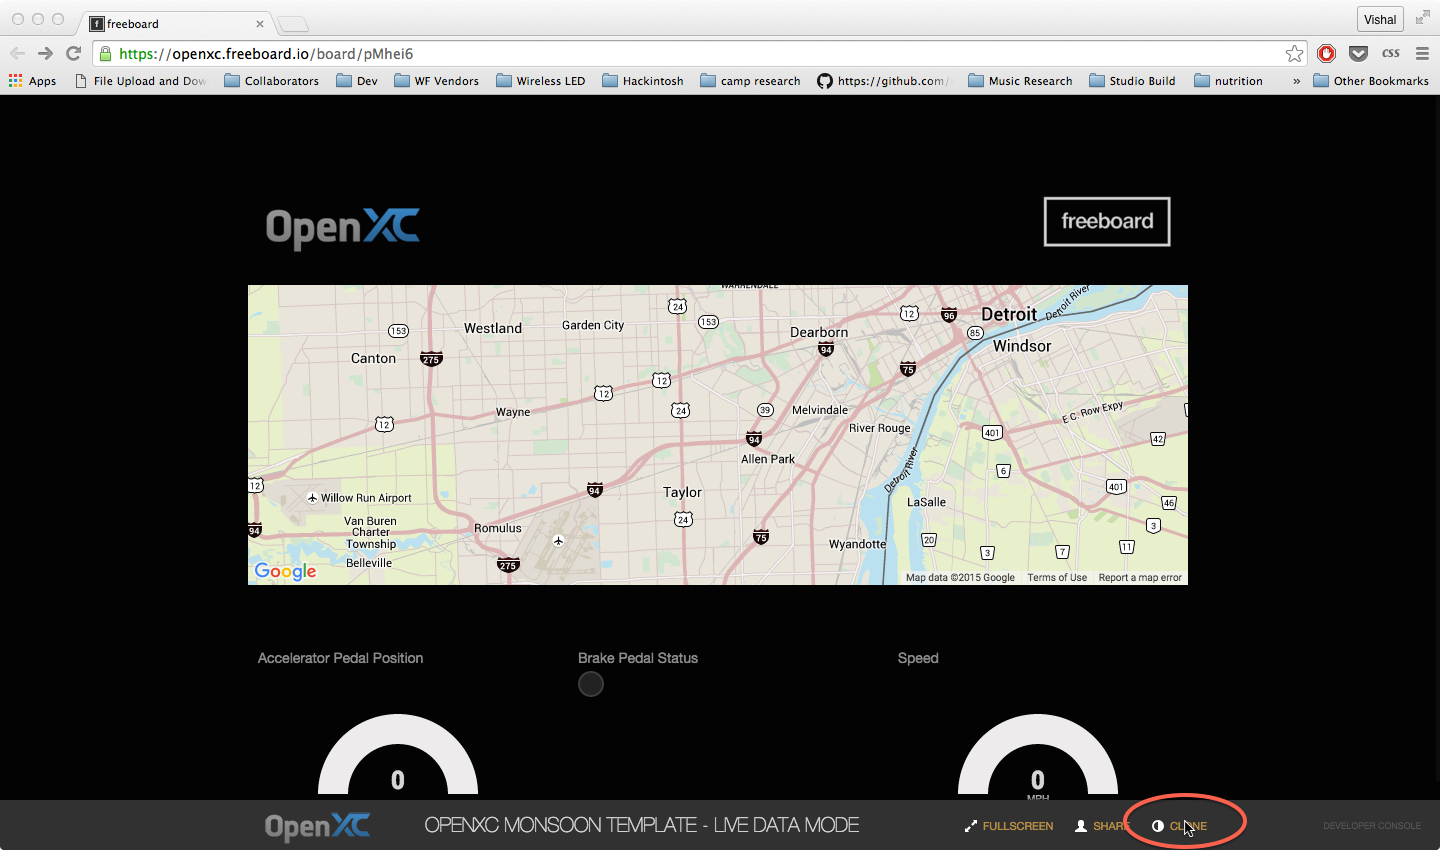 freeboard
Vishal
https://openxc.freeboard.io/board/pMhei6
css
Apps
File Upload and Dow
Collaborators
Dev
WF Vendors
Wireless LED
Hackintosh
camp research
https://github.com/
Music Research
Studio Build
nutrition
»
Other Bookmarks
OpenXC
freeboard
WARRENDALE
24
12
96
Detroit
Detroit River
153
Westland
Garden City
153
Dearborn
85
Windsor
Canton
275
94
75
12
12
Wayne
24
39
Melvindale
E C. Row Expy
12
River Rouge
401
42
94
Allen Park
6
Detroit River
12
Willow Run Airport
94
Taylor
LaSalle
401
46
94
Van Buren
Charter
Township
Romulus
24
75
Wyandotte
20
3
7
11
3
Belleville
275
Google
Map data ©2015 Google
Terms of Use
Report a map error
Accelerator Pedal Position
Brake Pedal Status
Speed
0
0
MPH
OpenXC
OPENXC MONSOON TEMPLATE - LIVE DATA MODE
FULLSCREEN
SHARE
CLONE
DEVELOPER CONSOLE